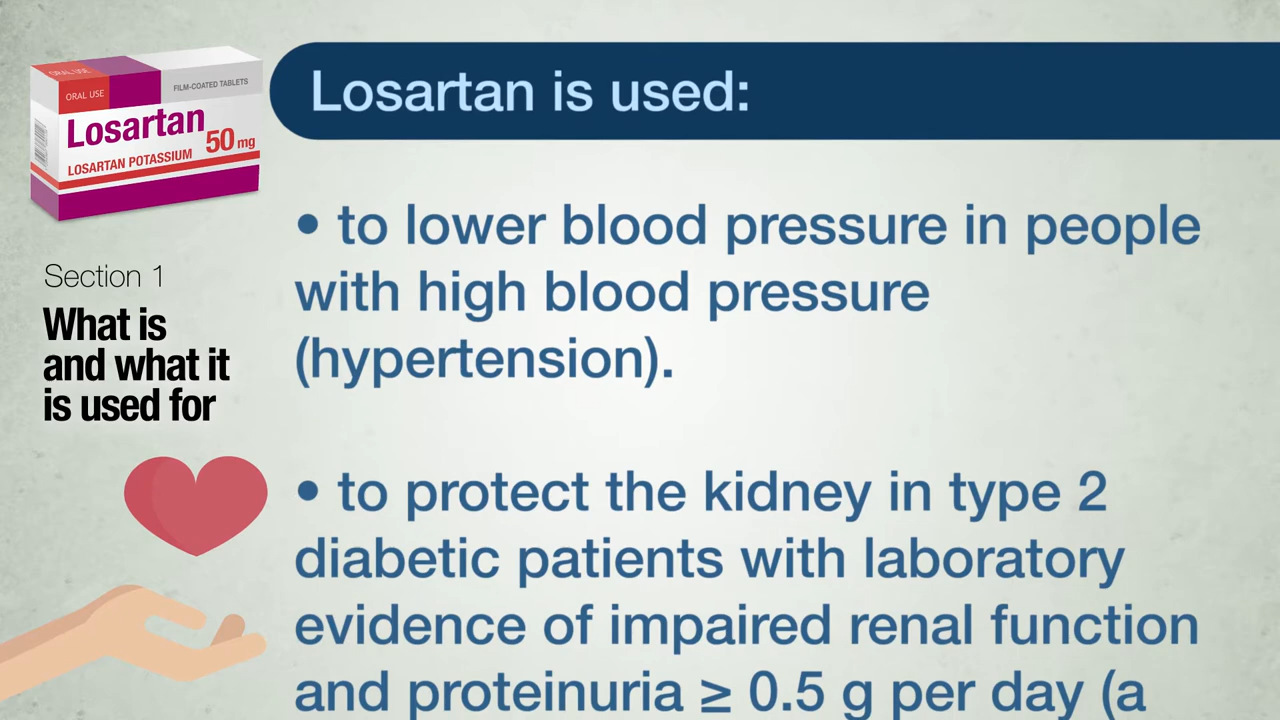 ORAL USE
ORAL USE
FILM-COATED TABLETS
Losartan
50 mg
LOSARTAN POTASSIUM
Section 1
What is
and what it
is used for
Losartan is used:
• to lower blood pressure in people
with high blood pressure
(hypertension).
• to protect the kidney in type 2
diabetic patients with laboratory
evidence of impaired renal function
and proteinuria ≥ 0.5 g per day (a